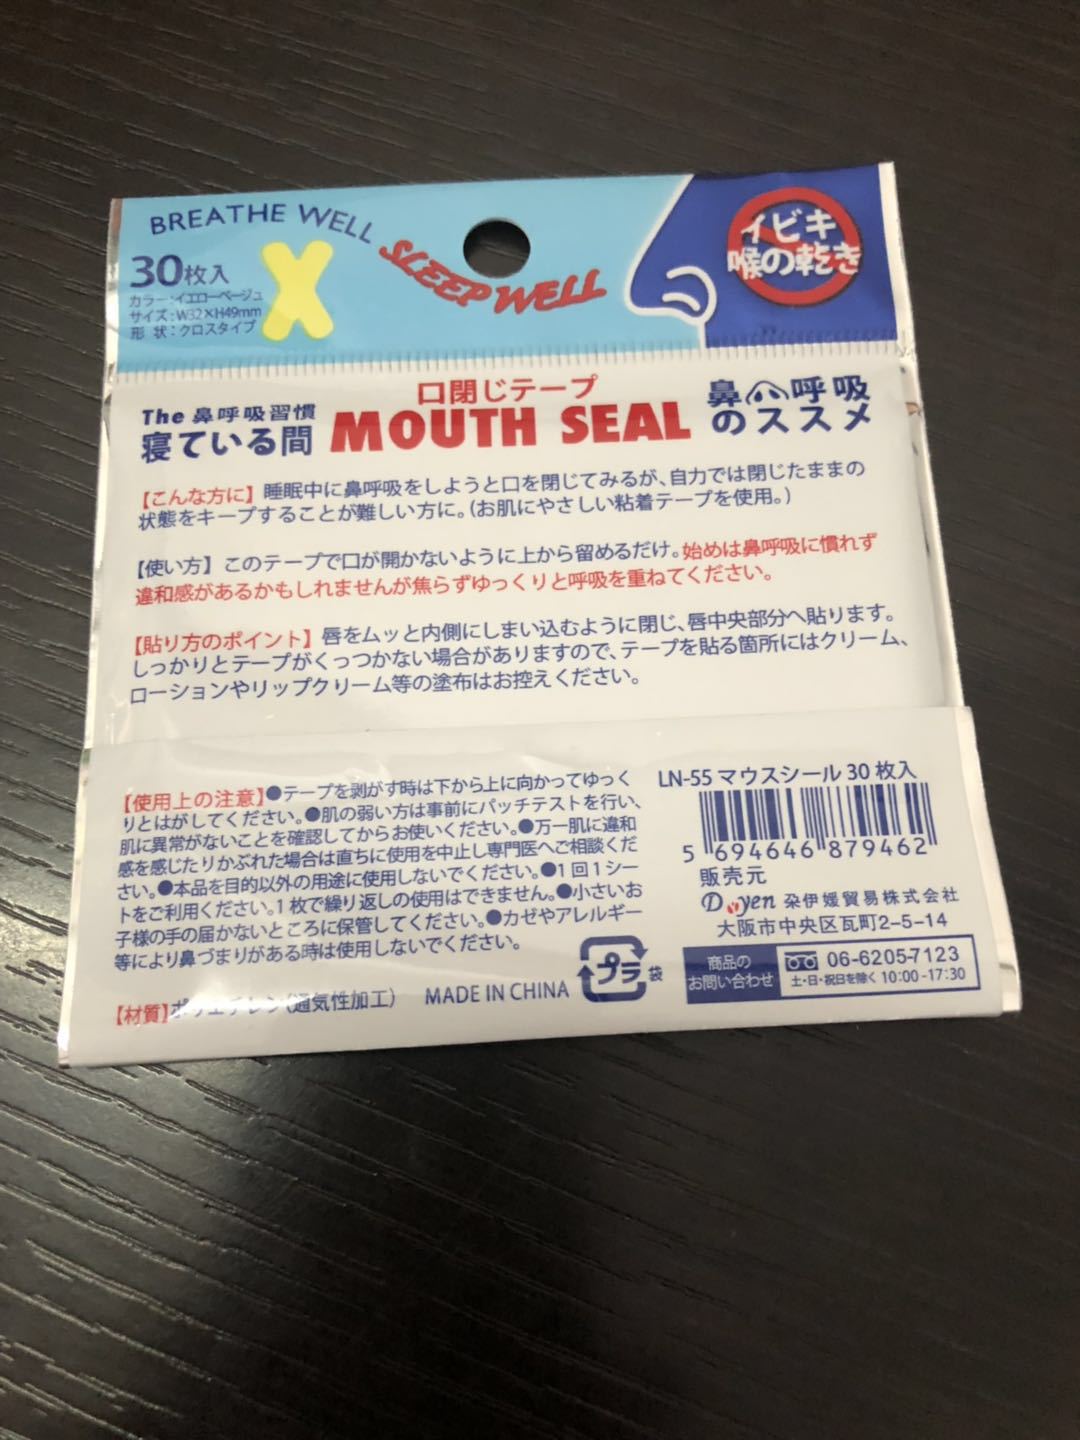 BREATHE WELL
SLEEP WELL
30枚入
カラー:イエローベージュ
サイズ:W32×H49mm
形 状:クロスタイプ
イビキ
喉の乾き
The 鼻呼吸習慣
寝ている間
口閉じテープ
MOUTH SEAL
鼻呼吸
のススメ
【こんな方に】睡眠中に鼻呼吸をしようと口を閉じてみるが、自力では閉じたままの
状態をキープすることが難しい方に。(お肌にやさしい粘着テープを使用。)
【使い方】このテープで口が開かないように上から留めるだけ。始めは鼻呼吸に慣れず
違和感があるかもしれませんが焦らずゆっくりと呼吸を重ねてください。
【貼り方のポイント】唇をムッと内側にしまい込むように閉じ、唇中央部分へ貼ります。
しっかりとテープがくっつかない場合がありますので、テープを貼る箇所にはクリーム、
ローションやリップクリーム等の塗布はお控えください。
【使用上の注意】●テープを剥がす時は下から上に向かってゆっく
りとはがしてください。●肌の弱い方は事前にパッチテストを行い、
肌に異常がないことを確認してからお使いください。●万一肌に違和
感を感じたりかぶれた場合は直ちに使用を中止し専門医へご相談くだ
さい。●本品を目的以外の用途に使用しないでください。●1回1シー
トをご利用ください。1枚で繰り返しの使用はできません。●小さいお
子様の手の届かないところに保管してください。●カゼやアレルギー
等により鼻づまりがある時は使用しないでください。
【材質】ポリエチレン(通気性加工)
MADE IN CHINA
プラ
袋
LN-55 マウスシール 30 枚入
5 694646 879462
販売元
Doyen 朶伊媛貿易株式会社
大阪市中央区瓦町2-5-14
商品の
お問い合わせ
06-6205-7123
土・日・祝日を除く 10:00-17:30